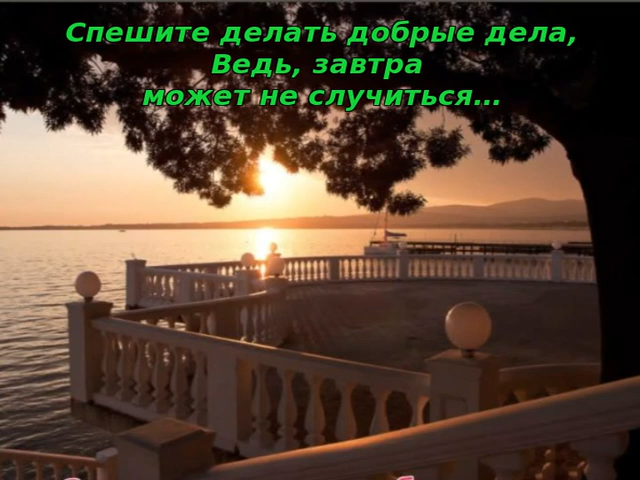 Спешите делать добрые дела,
Ведь, завтра
может не случиться...